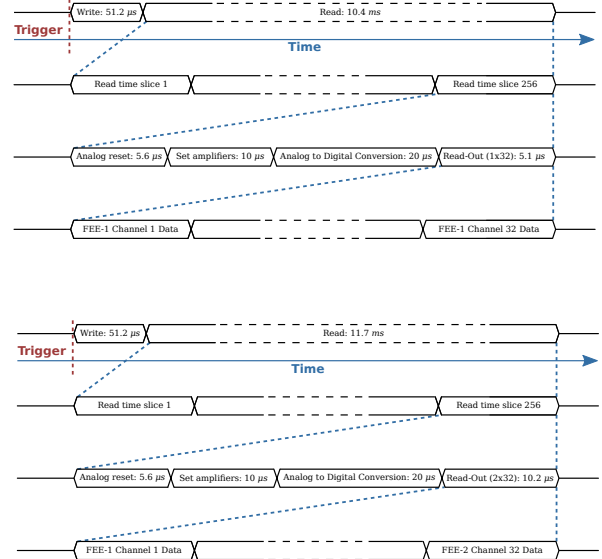 Write: 51.2 μs Read: 10.4 ms
Trigger
Time
Read time slice 1 Read time slice 256
Analog reset: 5.6 μs Set amplifiers: 10 μs Analog to Digital Conversion: 20 μs Read-Out (1x32): 5.1 μs
FEE-1 Channel 1 Data FEE-1 Channel 32 Data
Write: 51.2 μs Read: 11.7 ms
Trigger
Time
Read time slice 1 Read time slice 256
Analog reset: 5.6 μs Set amplifiers: 10 μs Analog to Digital Conversion: 20 μs Read-Out (2x32): 10.2 μs
FEE-1 Channel 1 Data FEE-2 Channel 32 Data